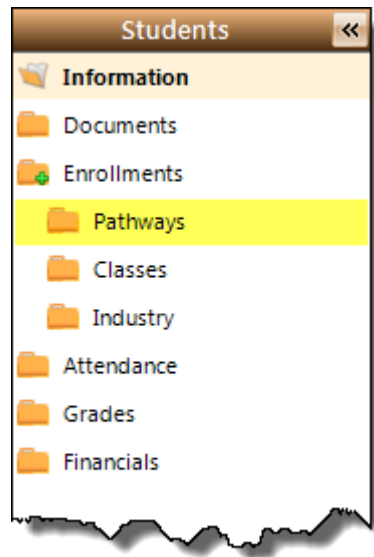 Students «
Information
Documents
Enrollments
Pathways
Classes
Industry
Attendance
Grades
Financials